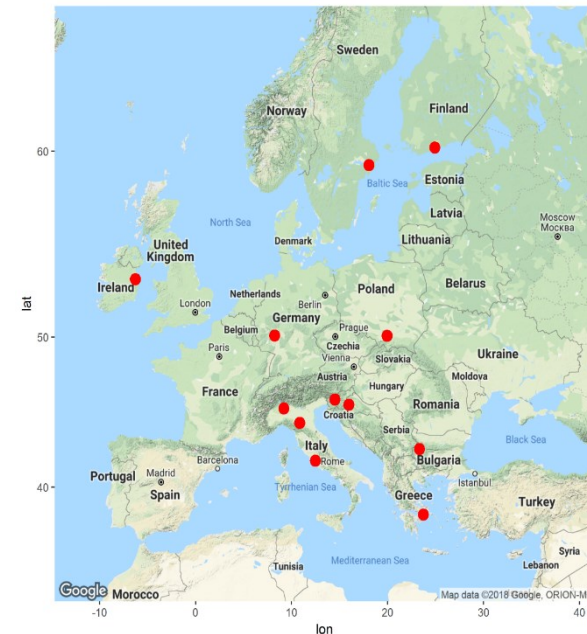 Sweden
Finland
Norway
60
Baltic Sea
Estonia
Latvia
North Sea
Moscow
Москва
Denmark
Lithuania
United
Kingdom
Ireland
Belarus
Netherlands
Berlin
Poland
London
Germany
Belgium
Prague
50
Czechia
Paris
Vienna
Slovakia
Ukraine
Austria
Moldova
Hungary
France
Romania
Croatia
Serbia
Italy
Black Sea
Bulgaria
Barcelona
Rome
Portugal
Madrid
Istanbul
40
Spain
Tyrrhenian Sea
Greece
Turkey
Syria
Mediterranean Sea
Lebanon
Tunisia
Google
Morocco
Map data ©2018 Google, ORION-M
-10 0 10 20 30 40
lon
lat